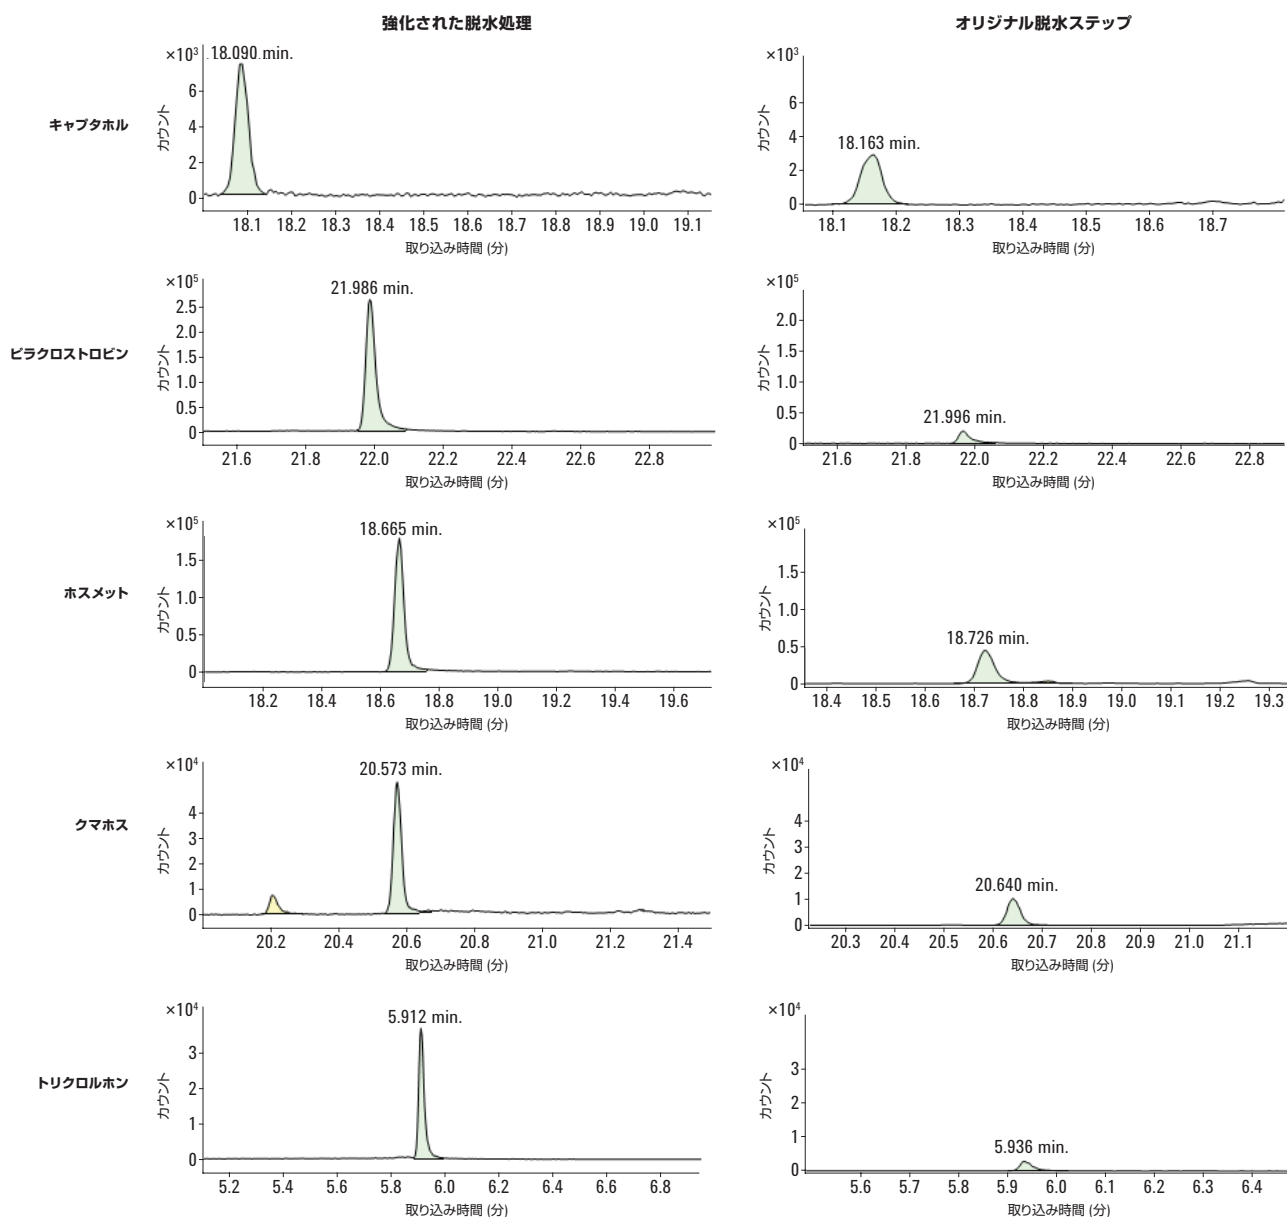 強化された脱水処理
オリジナル脱水ステップ
キャプタホル
×10³
18.090 min.
6
4
2
0
カウント
18.1 18.2 18.3 18.4 18.5 18.6 18.7 18.8 18.9 19.0 19.1
取り込み時間 (分)
×10³
18.163 min.
6
4
2
0
カウント
18.1 18.2 18.3 18.4 18.5 18.6 18.7
取り込み時間 (分)
ピラクロストロビン
×10⁵
21.986 min.
2.5
2.0
1.5
1.0
0.5
0
カウント
21.6 21.8 22.0 22.2 22.4 22.6 22.8
取り込み時間 (分)
×10⁵
21.996 min.
2.0
1.5
1.0
0.5
0
カウント
21.6 21.8 22.0 22.2 22.4 22.6 22.8
取り込み時間 (分)
ホスメット
×10⁵
18.665 min.
1.5
1.0
0.5
0
カウント
18.2 18.4 18.6 18.8 19.0 19.2 19.4 19.6
取り込み時間 (分)
×10⁵
18.726 min.
1.5
1.0
0.5
0
カウント
18.4 18.5 18.6 18.7 18.8 18.9 19.0 19.1 19.2 19.3
取り込み時間 (分)
クマホス
×10⁴
20.573 min.
4
3
2
1
0
カウント
20.2 20.4 20.6 20.8 21.0 21.2 21.4
取り込み時間 (分)
×10⁴
20.640 min.
4
3
2
1
0
カウント
20.3 20.4 20.5 20.6 20.7 20.8 20.9 21.0 21.1
取り込み時間 (分)
トリクロルホン
×10⁴
5.912 min.
3
2
1
0
カウント
5.2 5.4 5.6 5.8 6.0 6.2 6.4 6.6 6.8
取り込み時間 (分)
×10⁴
5.936 min.
3
2
1
0
カウント
5.6 5.7 5.8 5.9 6.0 6.1 6.2 6.3 6.4
取り込み時間 (分)